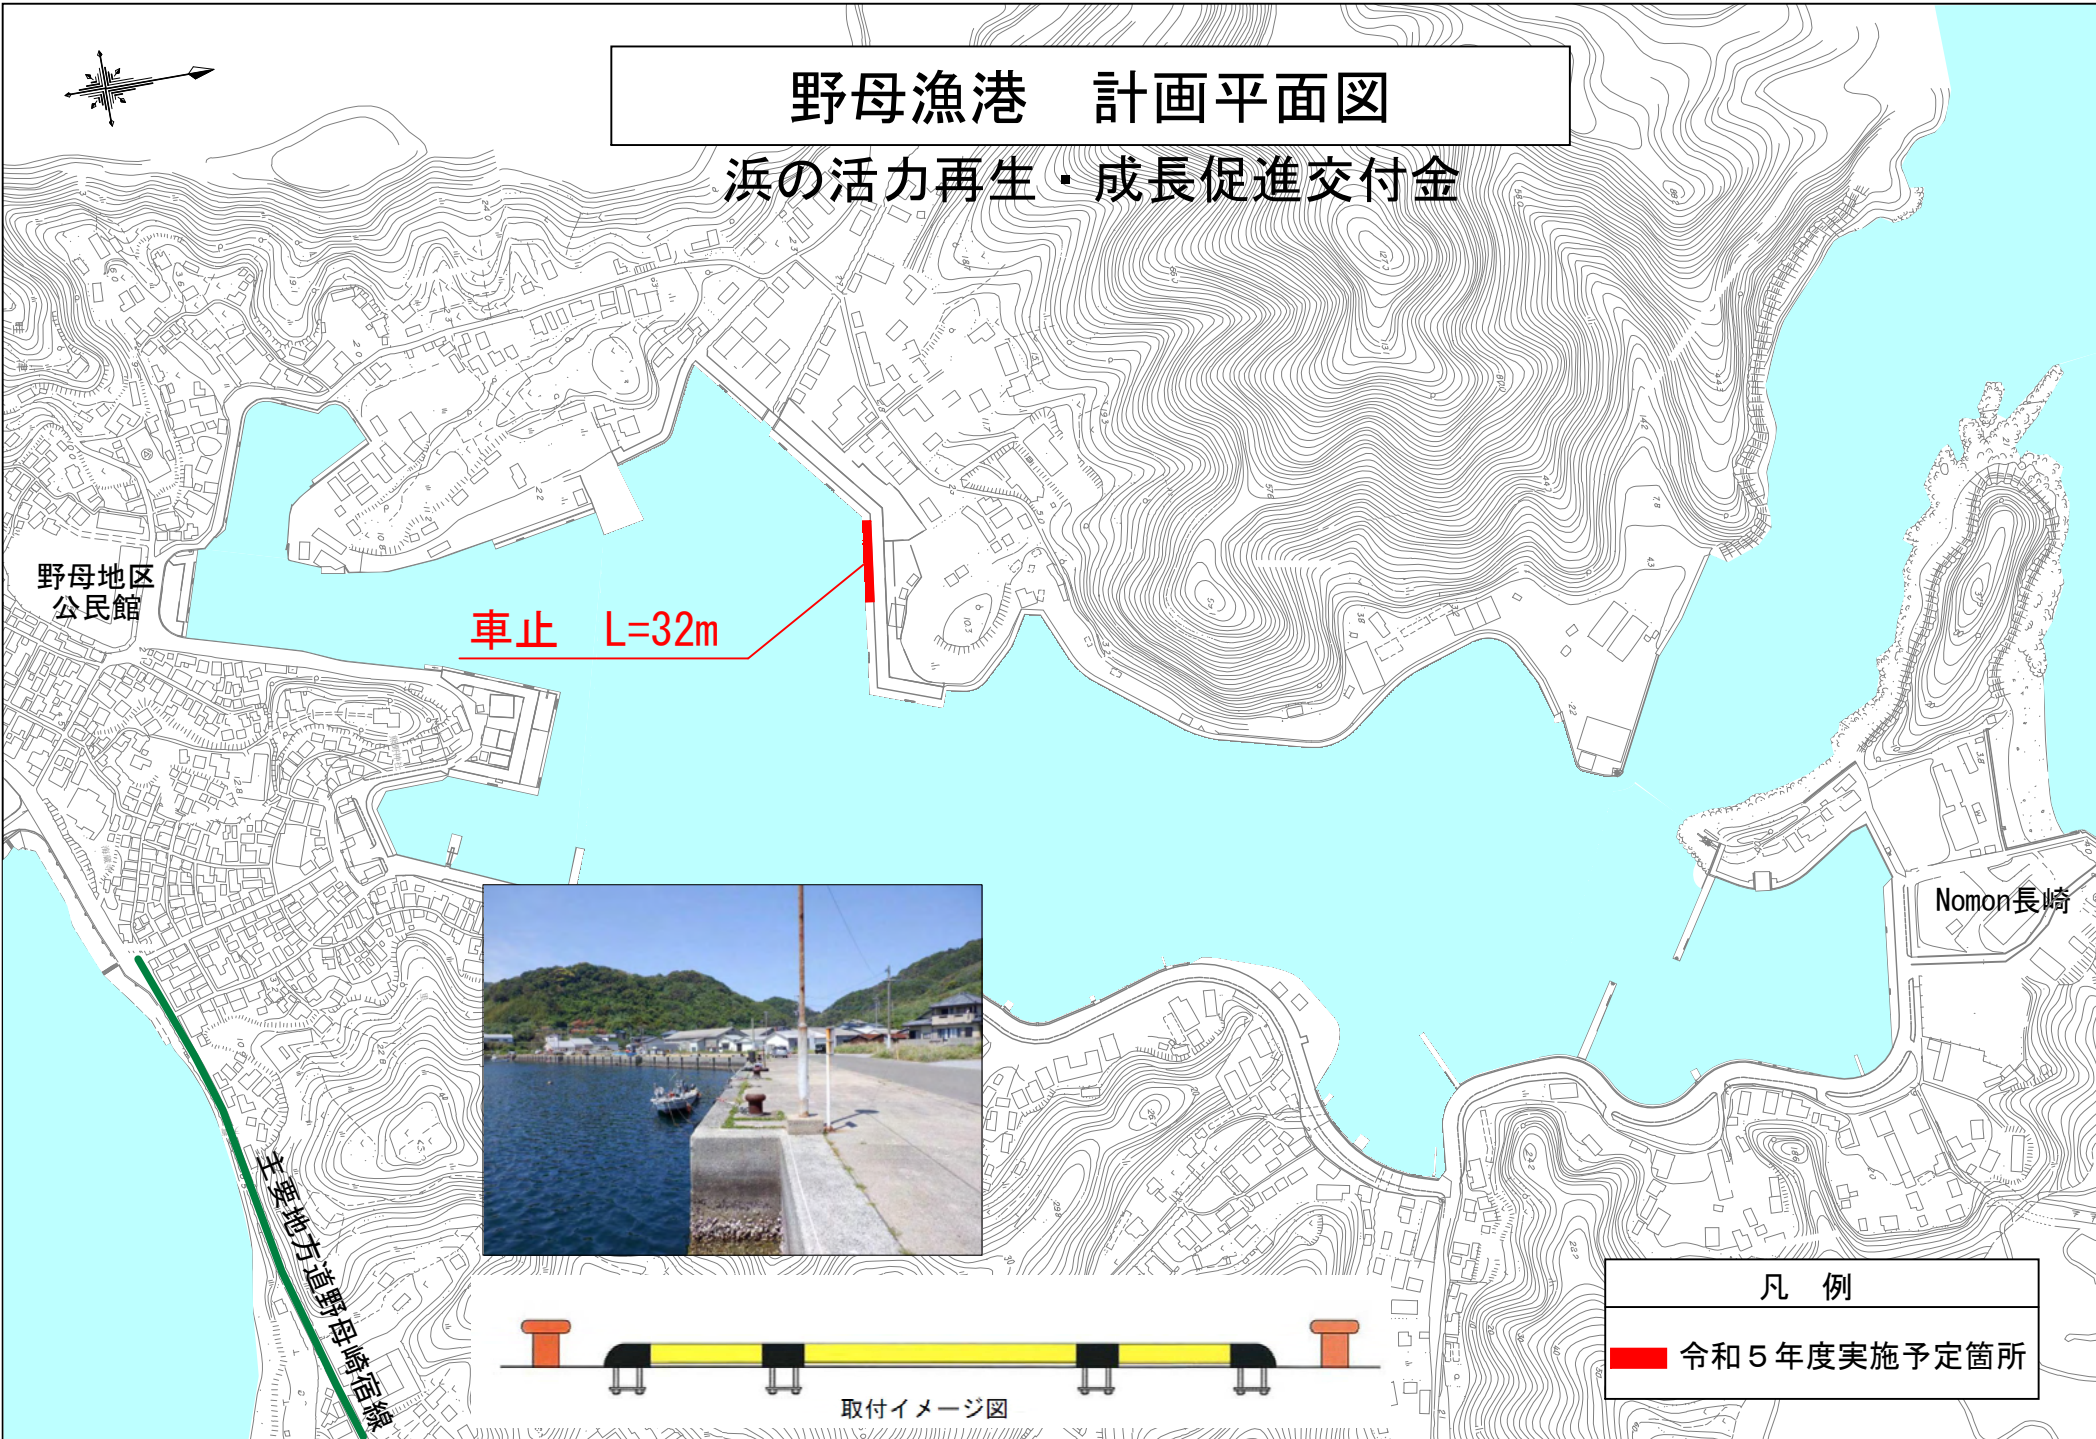 野母漁港　計画平面図
浜の活力再生・成長促進交付金
野母地区
公民館
車止　L=32m
Nomon長崎
主要地方道野母崎宿線
取付イメージ図
凡　例
令和５年度実施予定箇所